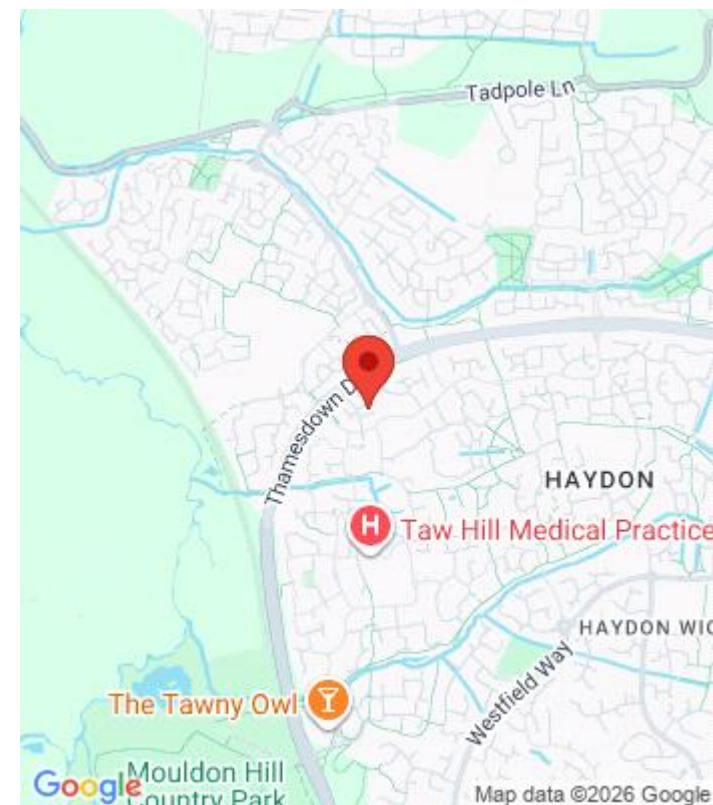 Tadpole Ln
Thamesdown D
HAYDON
H
Taw Hill Medical Practice
HAYDON WIC
Westfield Way
The Tawny Owl
Mouldon Hill
Country Park
Google
Map data ©2026 Google